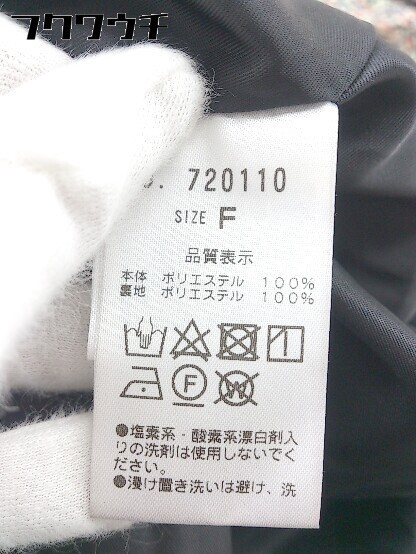 フクワウチ
. 720110
SIZE F
品質表示
本体 ポリエステル 100%
裏地 ポリエステル 100%
F W
●塩素系・酸素系漂白剤入
りの洗剤は使用しないでく
ださい。
●浸け置き洗いは避け、洗